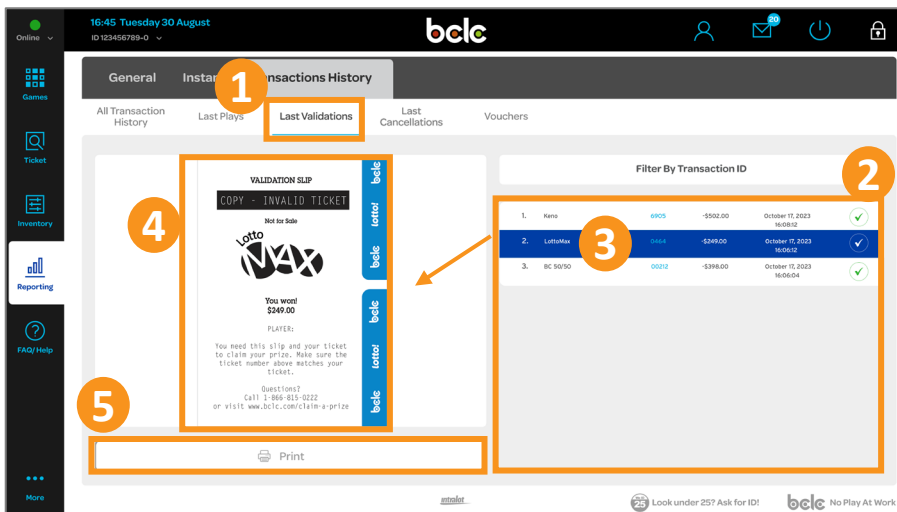 Online
16:45 Tuesday 30 August
ID 123456789-0
bclc
20
Games
Ticket
Inventory
Reporting
FAQ/Help
More
General
Transactions History
1
All Transaction
History
Last Plays
Last Validations
Last
Cancellations
Vouchers
4
VALIDATION SLIP
COPY - INVALID TICKET
Not for Sale
Lotto
MAX
You won!
$249.00
PLAYER:
You need this slip and your ticket
to claim your prize. Make sure the
ticket number above matches your
ticket.
Questions?
Call 1-866-815-0222
or visit www.bclc.com/claim-a-prize
bclc
lotto!
bclc
bclc
lotto!
bclc
5
Print
Filter By Transaction ID
2
1. Keno 6905 -$502.00 October 17, 2023
16:08:12
2. LottoMax 0464 -$249.00 October 17, 2023
16:06:12
3
3. BC 50/50 00212 -$398.00 October 17, 2023
16:06:04
intralot
25 Look under 25? Ask for ID!
bclc No Play At Work